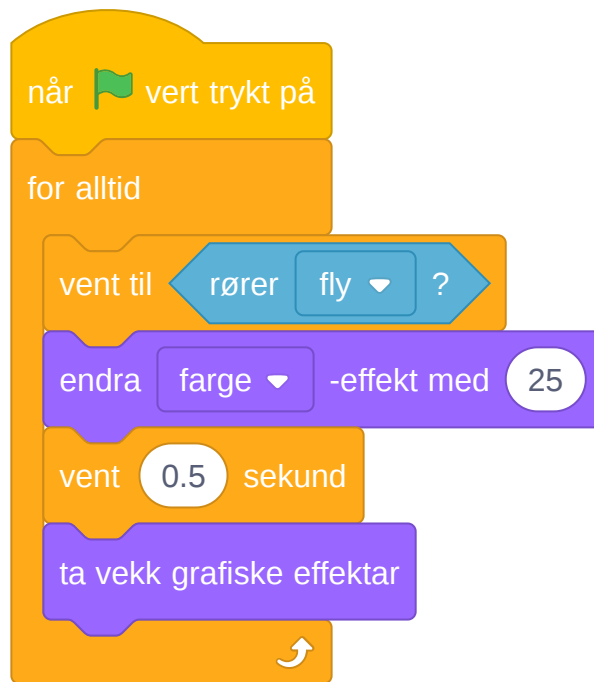 når vert trykt på
for alltid
vent til rører fly ?
endra farge -effekt med 25
vent 0.5 sekund
ta vekk grafiske effektar